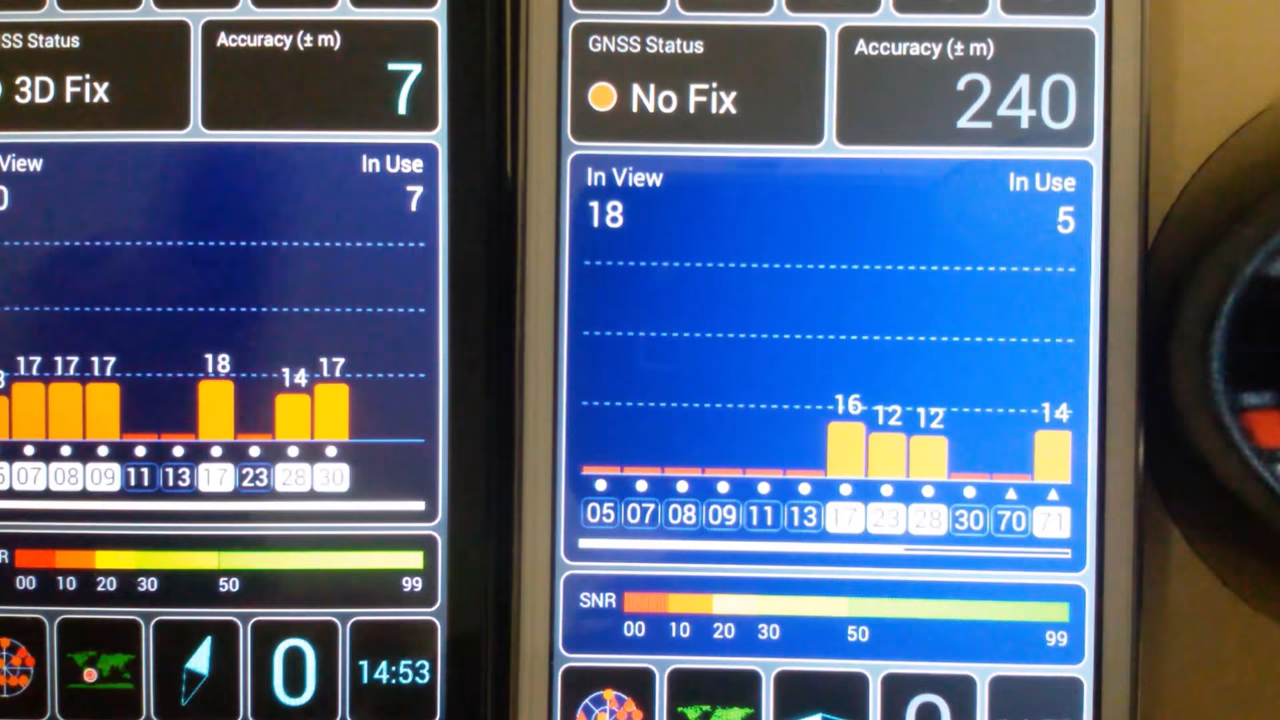 SS Status
Accuracy (± m)
3D Fix
7
View
In Use
7
17 17 17 18 14 17
07 08 09 11 13 17 23 28 30
00 10 20 30 50 99
0
14:53
GNSS Status
Accuracy (± m)
No Fix
240
In View
In Use
18
5
16 12 12 14
05 07 08 09 11 13 17 23 28 30 70 71
SNR
00 10 20 30 50 99